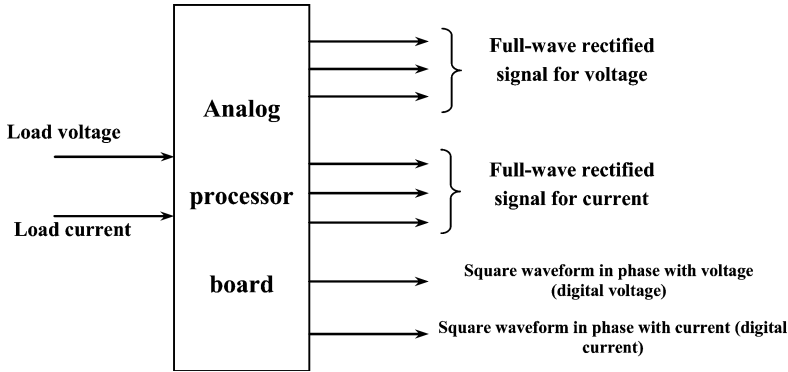 Load voltage
Load current
Analog
processor
board
Full-wave rectified
signal for voltage
Full-wave rectified
signal for current
Square waveform in phase with voltage
(digital voltage)
Square waveform in phase with current (digital
current)